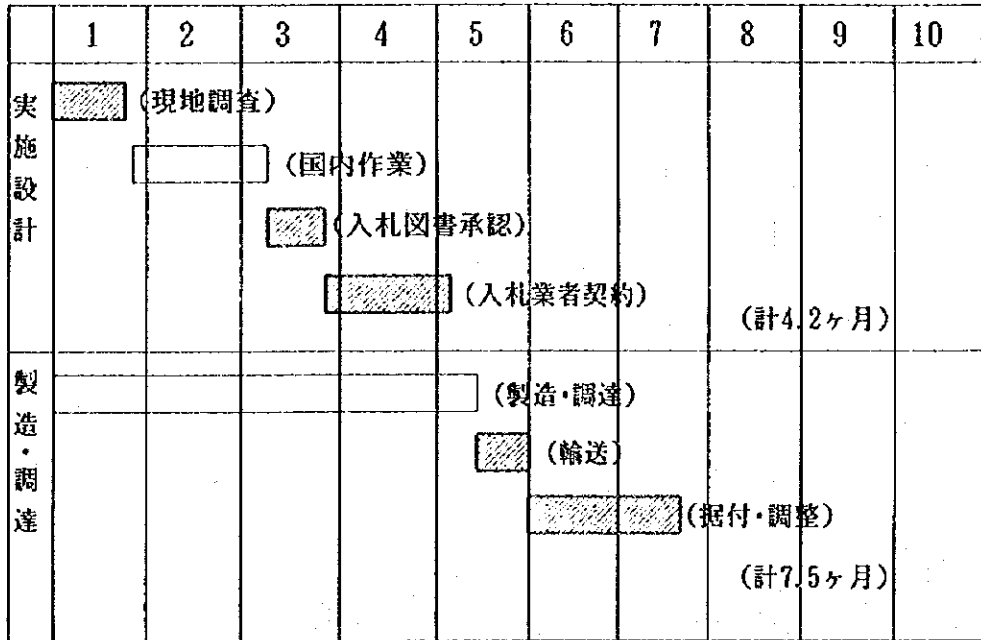 1 2 3 4 5 6 7 8 9 10
実施設計
(現地調査)
(国内作業)
(入札図書承認)
(入札業者契約)
(計4.2ヶ月)
製造・調達
(製造・調達)
(輸送)
(据付・調整)
(計7.5ヶ月)